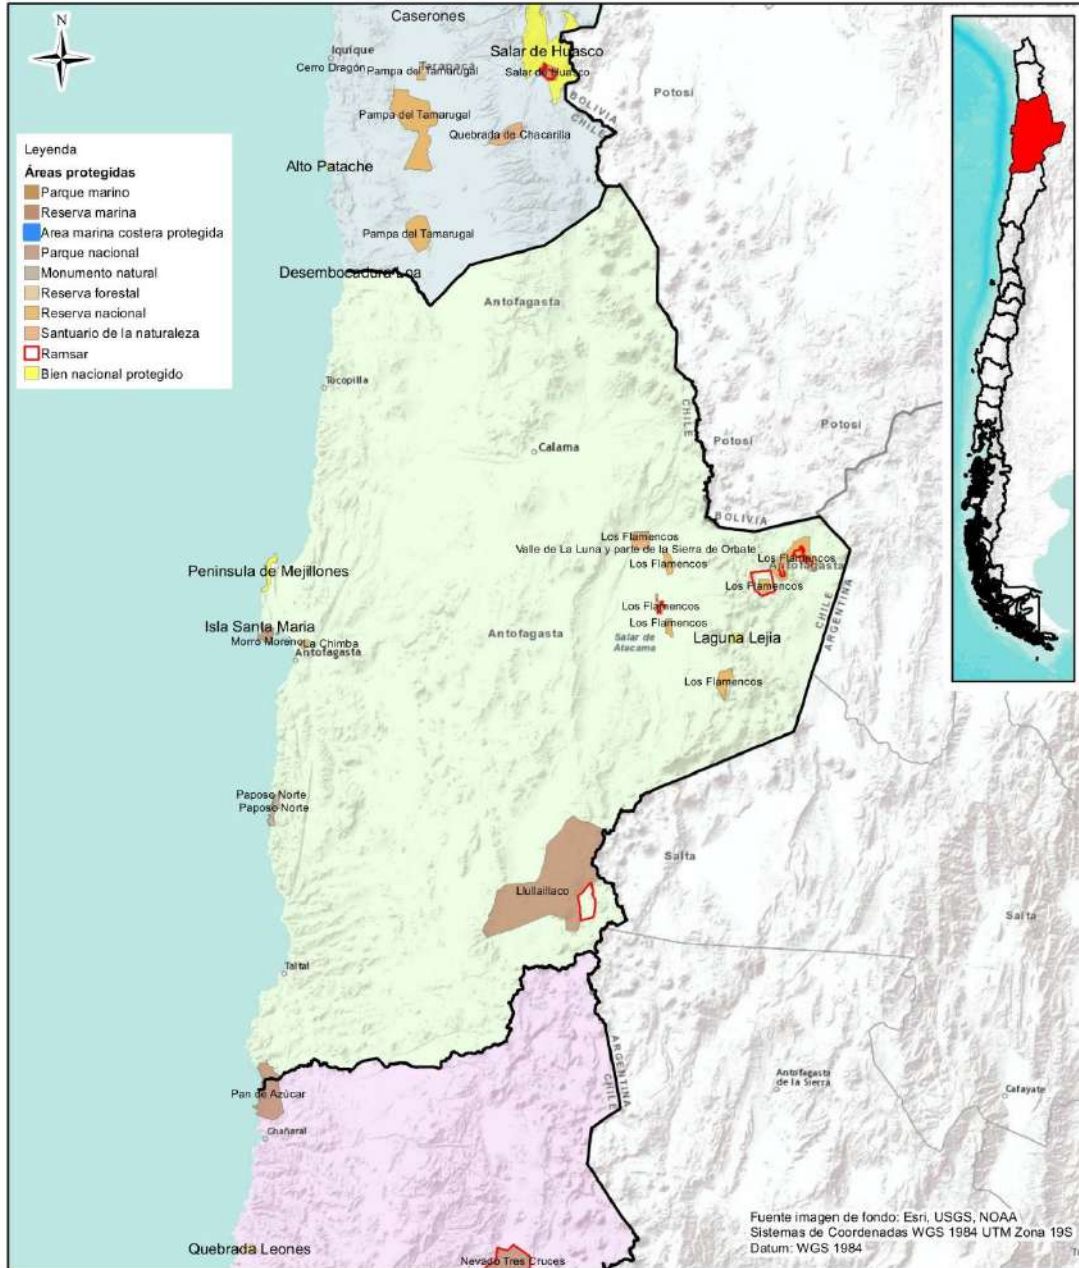 N
Caserones
Iquique
Salar de Huasco
Cerro Dragón
Pampa del Tamarugal
Tarapacá
Salar de Huasco
Potosí
BOLIVIA
CHILE
Pampa del Tamarugal
Quebrada de Chacarilla
Alto Patache
Pampa del Tamarugal
Desembocadura Loa
Leyenda
Áreas protegidas
Parque marino
Reserva marina
Area marina costera protegida
Parque nacional
Monumento natural
Reserva forestal
Reserva nacional
Santuario de la naturaleza
Ramsar
Bien nacional protegido
Antofagasta
Tocopilla
CHILE
Potosí
Potosí
Calama
BOLIVIA
Los Flamencos
Valle de La Luna y parte de la Sierra de Orbate
Los Flamencos
Los Flamencos
Antofagasta
Los Flamencos
Peninsula de Mejillones
Los Flamencos
CHILE
ARGENTINA
Isla Santa Maria
Los Flamencos
Morro Moreno
La Chimba
Antofagasta
Antofagasta
Salar de
Atacama
Laguna Lejía
Los Flamencos
Paposo Norte
Paposo Norte
Salta
Llullaillaco
Salta
Taltal
ARGENTINA
CHILE
Pan de Azúcar
Antofagasta
de la Sierra
Cafayate
Chañaral
Quebrada Leones
Nevado Tres Cruces
Fuente imagen de fondo: Esri, USGS, NOAA
Sistemas de Coordenadas WGS 1984 UTM Zona 19S
Datum: WGS 1984